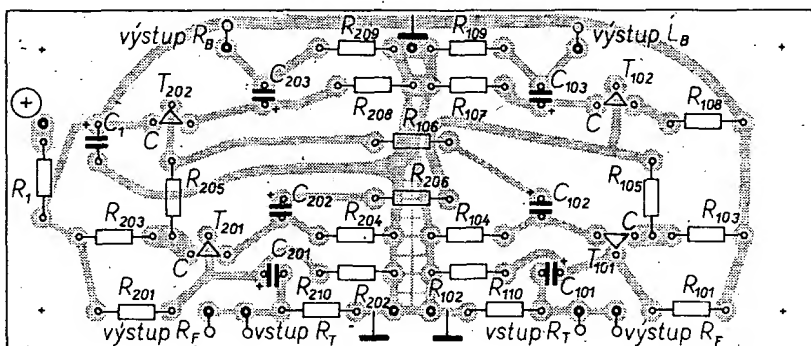 výstup R_B
R_209
R_109
výstup L_B
T_202
C_203
C_103
T_102
+
C_1
C
R_208
R_107
C
R_108
R_106
R_1
R_205
R_206
R_105
R_203
T_201
C_202
R_204
R_104
C_102
C
R_103
C
C_201
T_101
R_201
R_210
R_202
R_102
R_110
C_101
R_101
výstup R_F
vstup R_T
vstup R_T
výstup R_F